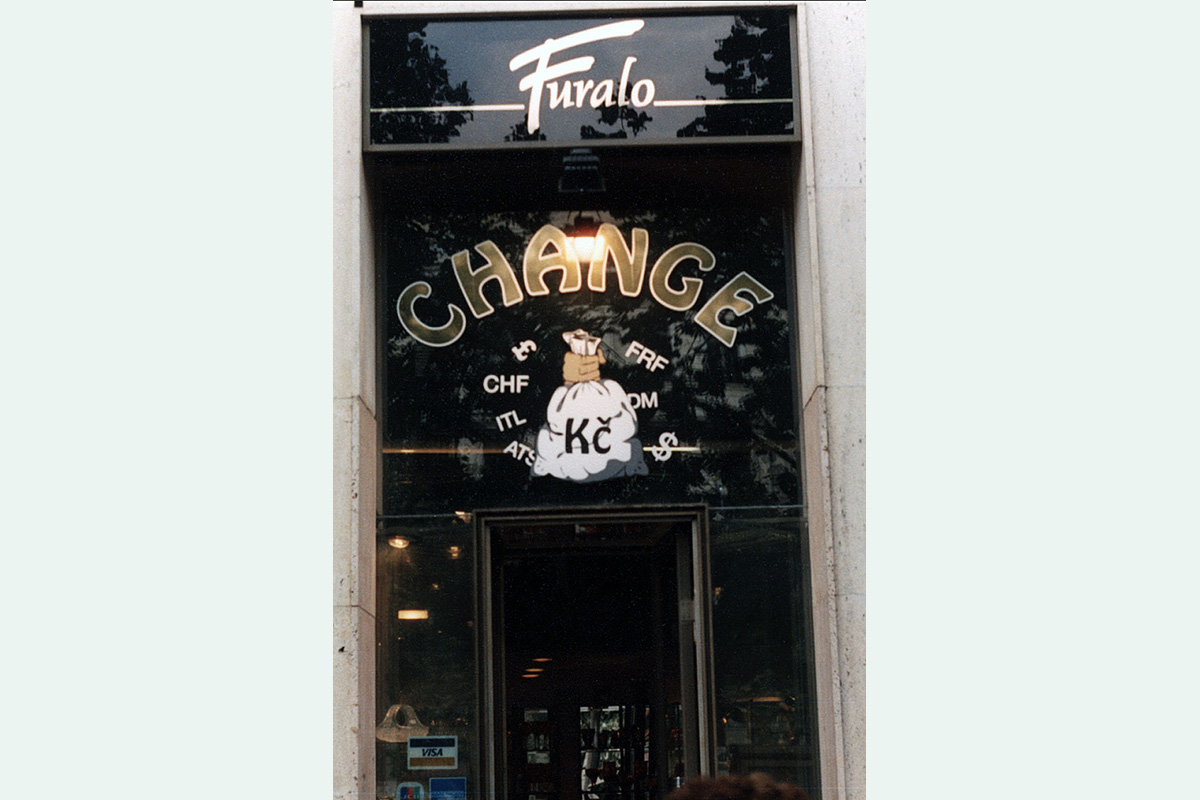 Furalo
CHANGE
£
FRF
CHF
DM
ITL
Kč
ATS
$
VISA